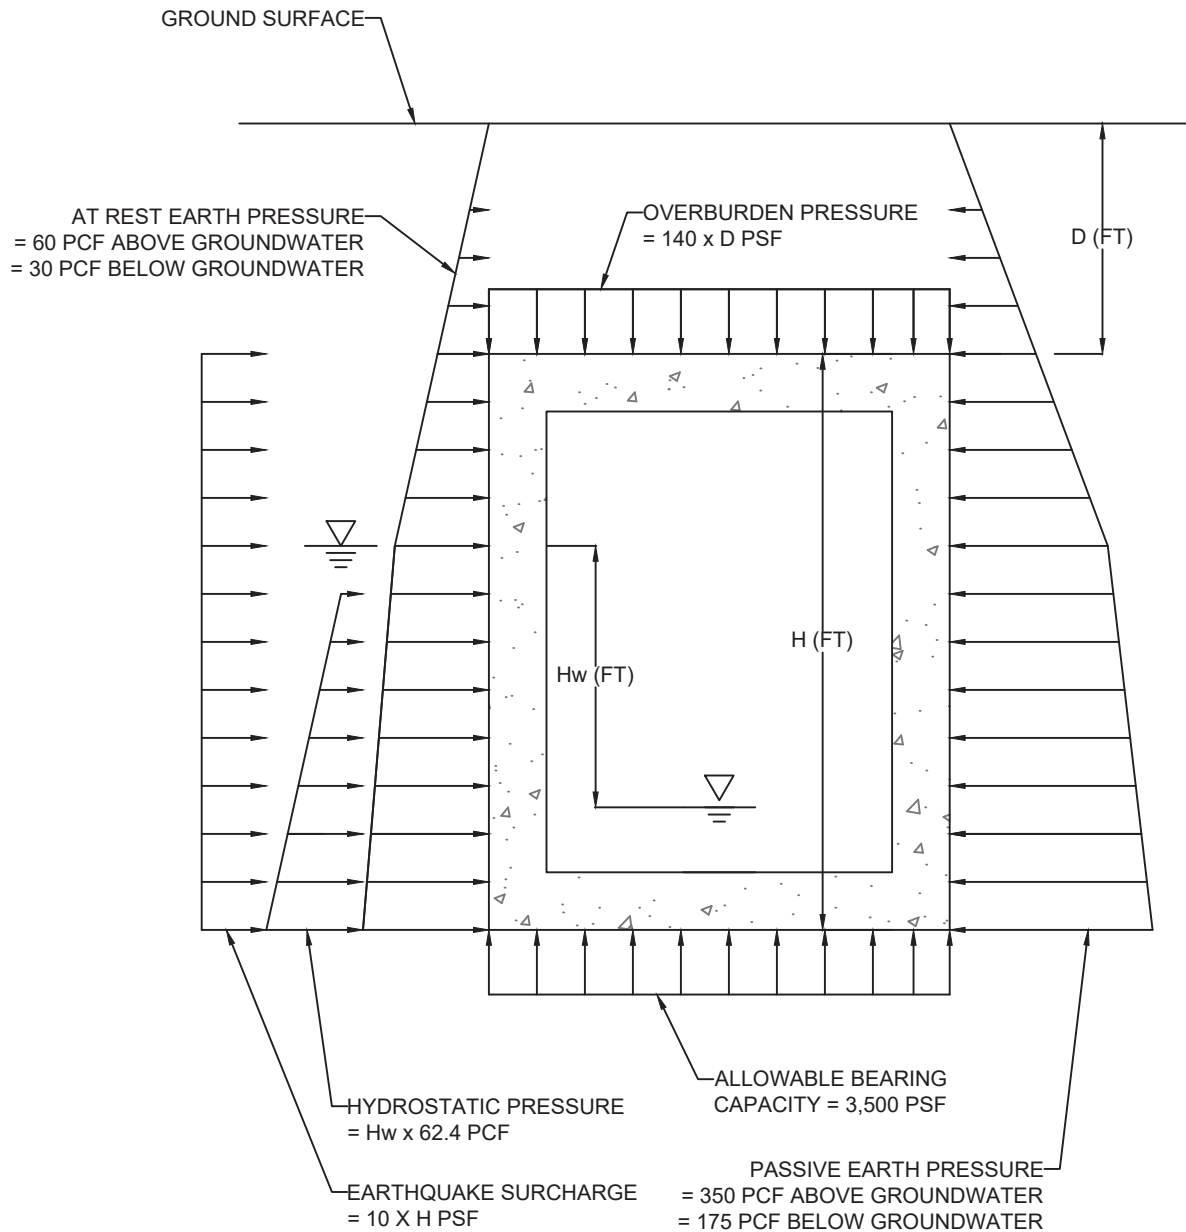 GROUND SURFACE
AT REST EARTH PRESSURE
= 60 PCF ABOVE GROUNDWATER
= 30 PCF BELOW GROUNDWATER
OVERBURDEN PRESSURE
= 140 x D PSF
D (FT)
H (FT)
Hw (FT)
ALLOWABLE BEARING
CAPACITY = 3,500 PSF
HYDROSTATIC PRESSURE
= Hw x 62.4 PCF
PASSIVE EARTH PRESSURE
= 350 PCF ABOVE GROUNDWATER
= 175 PCF BELOW GROUNDWATER
EARTHQUAKE SURCHARGE
= 10 X H PSF